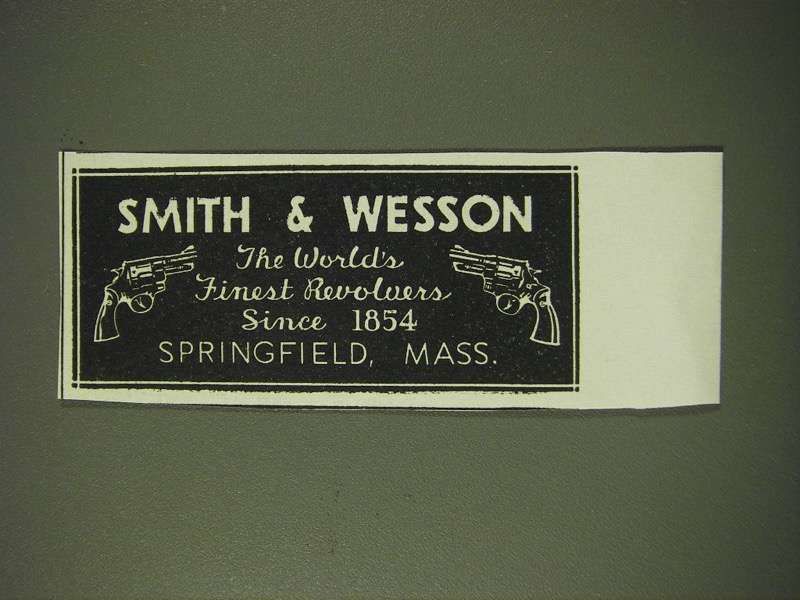 SMITH & WESSON
The World's
Finest Revolvers
Since 1854
SPRINGFIELD, MASS.